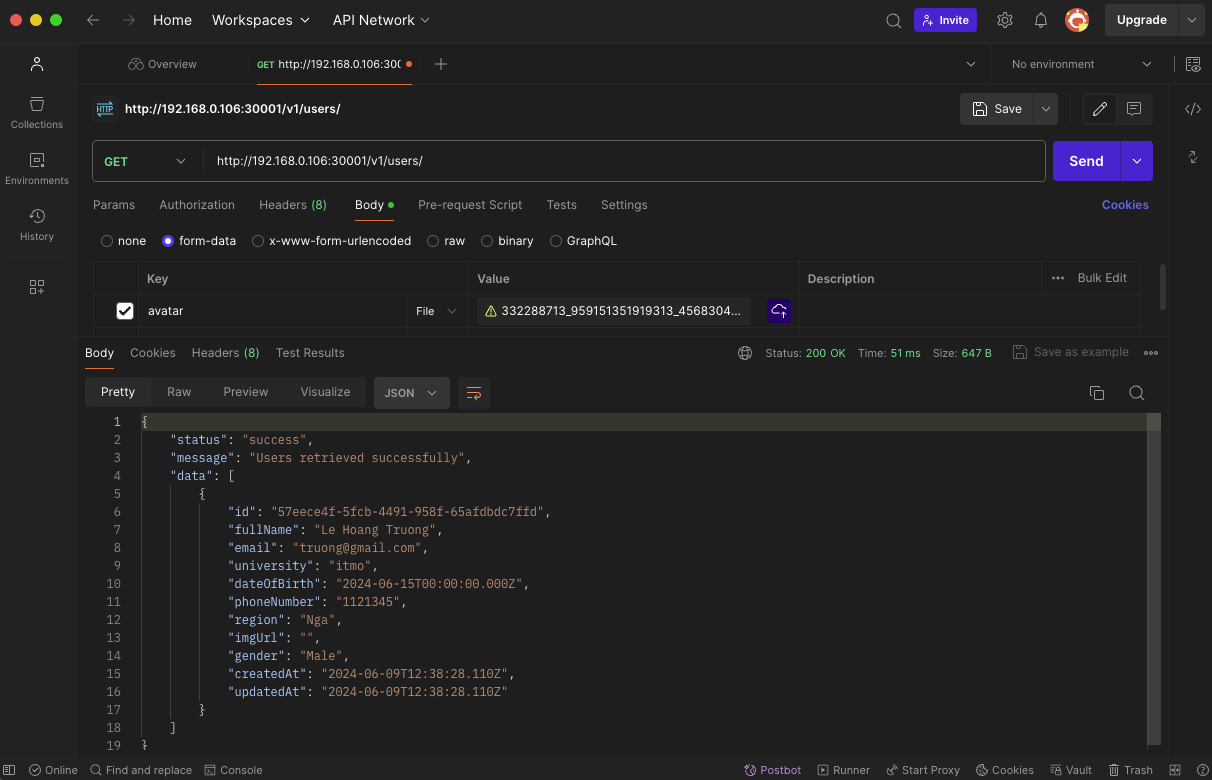 Home Workspaces API Network Invite Upgrade
Overview GET http://192.168.0.106:300 No environment
HTTP http://192.168.0.106:30001/v1/users/ Save
Collections
Environments
History
GET http://192.168.0.106:30001/v1/users/ Send
Params Authorization Headers (8) Body Pre-request Script Tests Settings Cookies
none form-data x-www-form-urlencoded raw binary GraphQL
Key Value Description Bulk Edit
avatar File 332288713_959151351919313_4568304...
Body Cookies Headers (8) Test Results Status: 200 OK Time: 51 ms Size: 647 B Save as example
Pretty Raw Preview Visualize JSON
1 {
2 "status": "success",
3 "message": "Users retrieved successfully",
4 "data": [
5 {
6 "id": "57eece4f-5fcb-4491-958f-65afdbdc7ffd",
7 "fullName": "Le Hoang Truong",
8 "email": "truong@gmail.com",
9 "university": "itmo",
10 "dateOfBirth": "2024-06-15T00:00:00.000Z",
11 "phoneNumber": "1121345",
12 "region": "Nga",
13 "imgUrl": "",
14 "gender": "Male",
15 "createdAt": "2024-06-09T12:38:28.110Z",
16 "updatedAt": "2024-06-09T12:38:28.110Z"
17 }
18 ]
19 }
Online Find and replace Console Postbot Runner Start Proxy Cookies Vault Trash